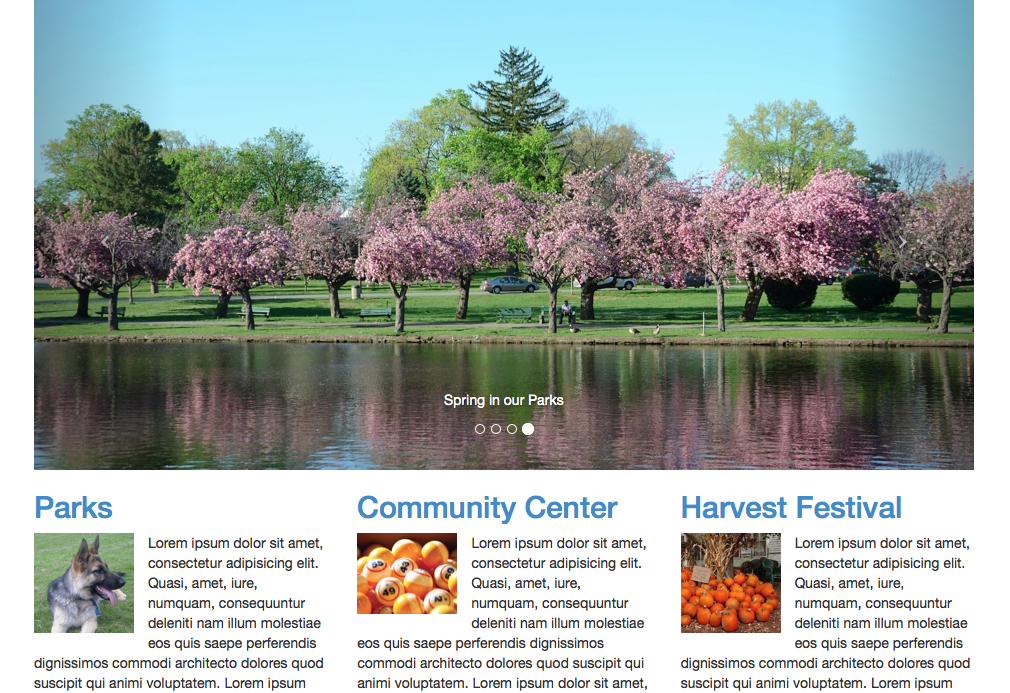 Spring in our Parks
Parks
Lorem ipsum dolor sit amet,
consectetur adipisicing elit.
Quasi, amet, iure,
numquam, consequuntur
deleniti nam illum molestiae
eos quis saepe perferendis
dignissimos commodi architecto dolores quod
suscipit qui animi voluptatem. Lorem ipsum
Community Center
Lorem ipsum dolor sit amet,
consectetur adipisicing elit.
Quasi, amet, iure,
numquam, consequuntur
deleniti nam illum molestiae
eos quis saepe perferendis dignissimos
commodi architecto dolores quod suscipit qui
animi voluptatem. Lorem ipsum dolor sit amet,
Harvest Festival
Lorem ipsum dolor sit amet,
consectetur adipisicing elit.
Quasi, amet, iure,
numquam, consequuntur
deleniti nam illum molestiae
eos quis saepe perferendis
dignissimos commodi architecto dolores quod
suscipit qui animi voluptatem. Lorem ipsum